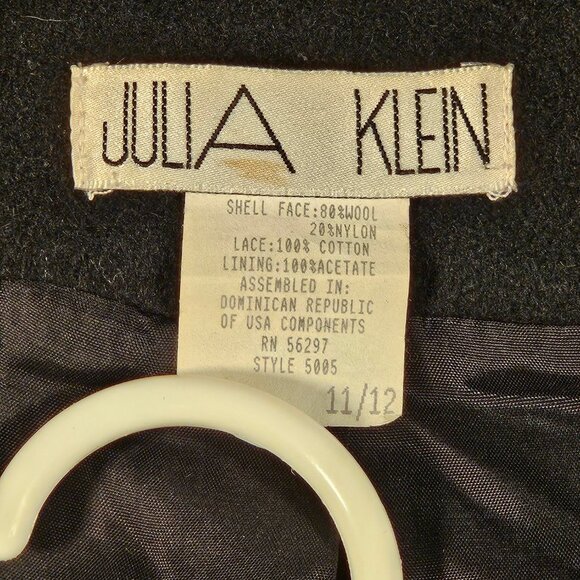 JULIA KLEIN
SHELL FACE:80%WOOL
20%NYLON
LACE:100% COTTON
LINING:100%ACETATE
ASSEMBLED IN:
DOMINICAN REPUBLIC
OF USA COMPONENTS
RN 56297
STYLE 5005
11/12